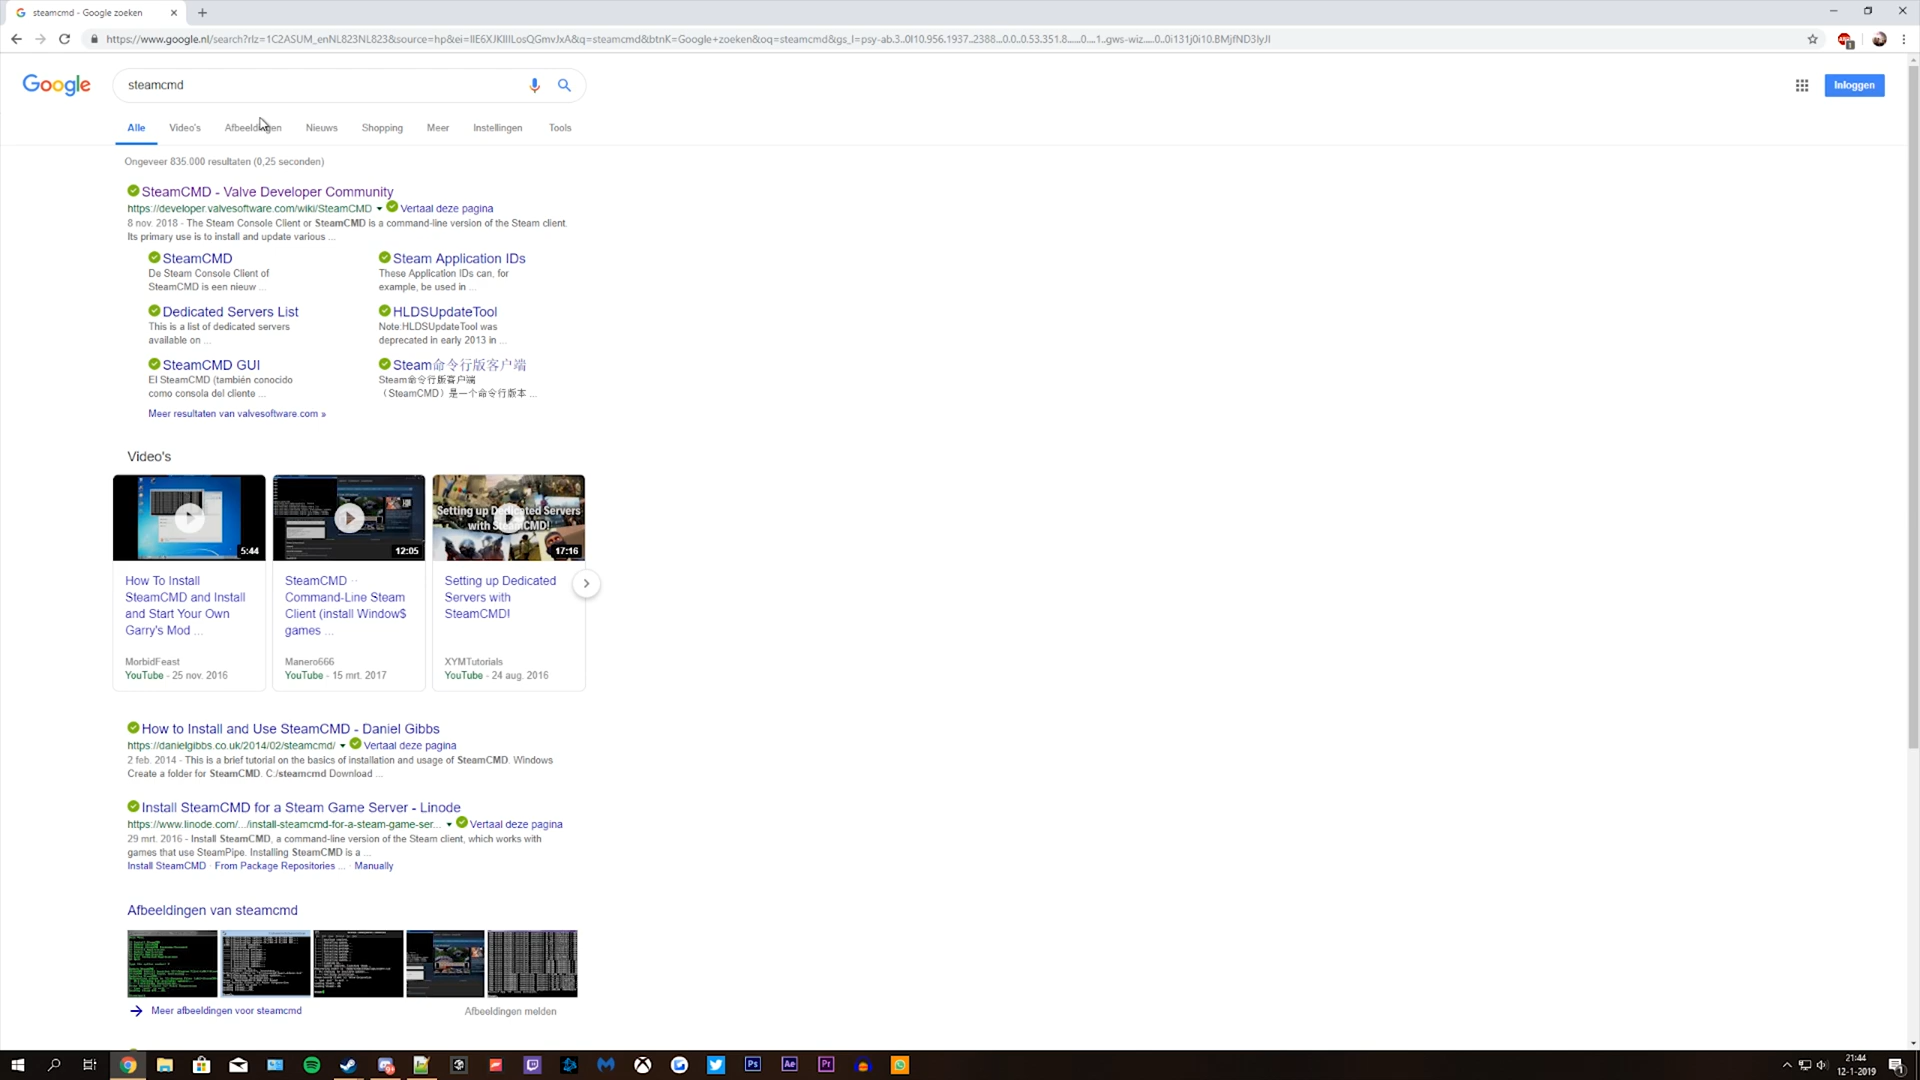 steamcmd - Google zoeken
https://www.google.nl/search?rlz=1C2ASUM_enNL823NL823&source=hp&ei=IIE6XJKIIILosQGmvJxA&q=steamcmd&btnK=Google+zoeken&oq=steamcmd&gs_l=psy-ab.3..0l10.956.1937..2388...0.0..0.53.351.8......0....1..gws-wiz.....0..0i131j0i10.BMjfND3IyJI
Google
steamcmd
Inloggen
Alle Video's Afbeeldingen Nieuws Shopping Meer Instellingen Tools
Ongeveer 835.000 resultaten (0,25 seconden)
SteamCMD - Valve Developer Community
https://developer.valvesoftware.com/wiki/SteamCMD Vertaal deze pagina
8 nov. 2018 - The Steam Console Client or SteamCMD is a command-line version of the Steam client.
Its primary use is to install and update various ...
SteamCMD
De Steam Console Client of
SteamCMD is een nieuw ...
Steam Application IDs
These Application IDs can, for
example, be used in ...
Dedicated Servers List
This is a list of dedicated servers
available on ...
HLDSUpdateTool
Note:HLDSUpdateTool was
deprecated in early 2013 in ...
SteamCMD GUI
El SteamCMD (también conocido
como consola del cliente ...
Steam命令行版客户端
Steam命令行版客户端
（SteamCMD）是一个命令行版本 ...
Meer resultaten van valvesoftware.com »
Video's
5:44
12:05
Setting up Dedicated Servers
with SteamCMD!
17:16
How To Install
SteamCMD and Install
and Start Your Own
Garry's Mod ...
MorbidFeast
YouTube - 25 nov. 2016
SteamCMD ··
Command-Line Steam
Client (install Window$
games ...
Manero666
YouTube - 15 mrt. 2017
Setting up Dedicated
Servers with
SteamCMD!
XYMTutorials
YouTube - 24 aug. 2016
How to Install and Use SteamCMD - Daniel Gibbs
https://danielgibbs.co.uk/2014/02/steamcmd/ Vertaal deze pagina
2 feb. 2014 - This is a brief tutorial on the basics of installation and usage of SteamCMD. Windows
Create a folder for SteamCMD. C:/steamcmd Download ...
Install SteamCMD for a Steam Game Server - Linode
https://www.linode.com/.../install-steamcmd-for-a-steam-game-ser... Vertaal deze pagina
29 mrt. 2016 - Install SteamCMD, a command-line version of the Steam client, which works with
games that use SteamPipe. Installing SteamCMD is a ...
Install SteamCMD · From Package Repositories ... · Manually
Afbeeldingen van steamcmd
Meer afbeeldingen voor steamcmd
Afbeeldingen melden
Ps Ae Pr
21:44
12-1-2019